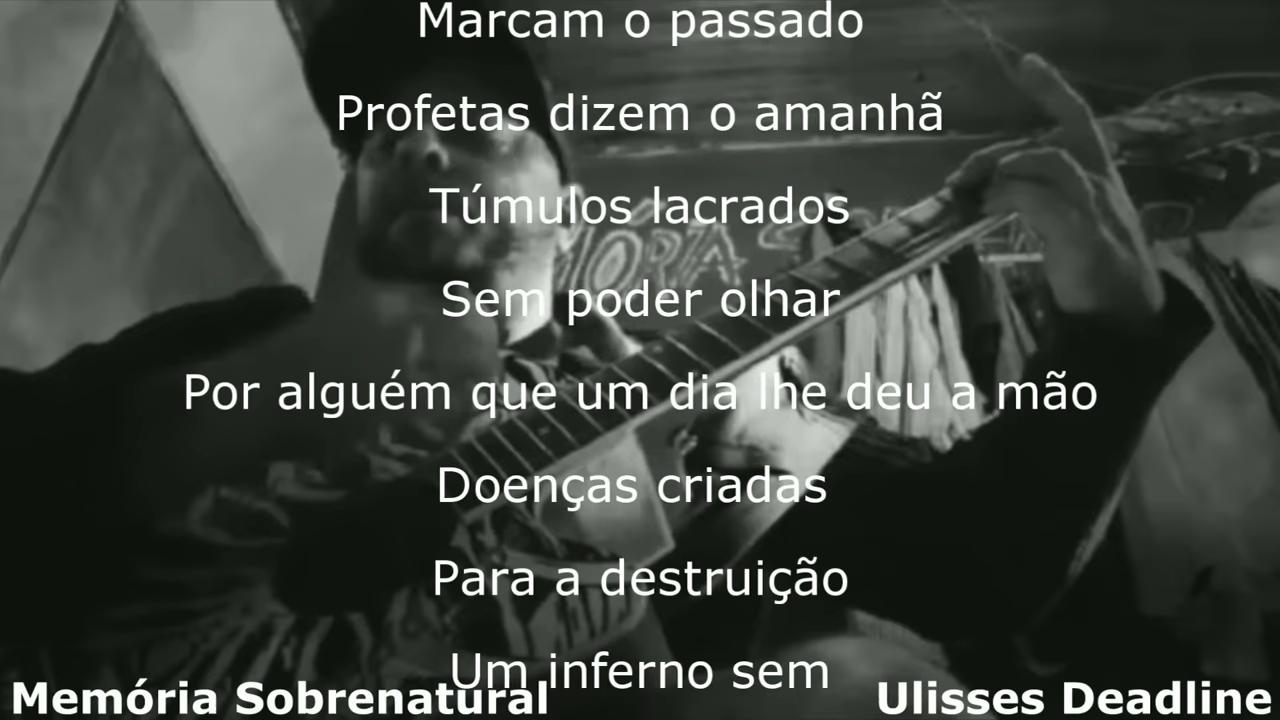 Marcam o passado
Profetas dizem o amanhã
Túmulos lacrados
Sem poder olhar
Por alguém que um dia lhe deu a mão
Doenças criadas
Para a destruição
Um inferno sem
Memória Sobrenatural
Ulisses Deadline